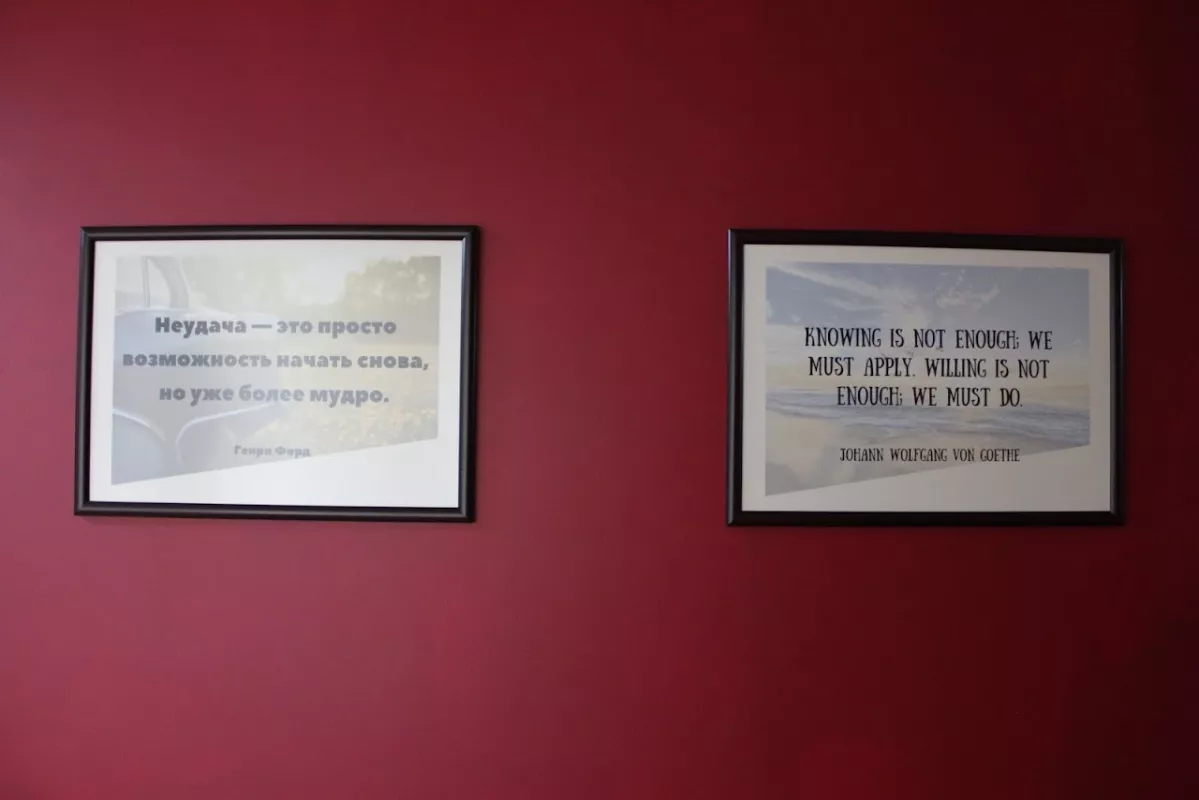 Неудача — это просто
возможность начать снова,
но уже более мудро.
Генри Форд
KNOWING IS NOT ENOUGH; WE
MUST APPLY. WILLING IS NOT
ENOUGH; WE MUST DO.
JOHANN WOLFGANG VON GOETHE